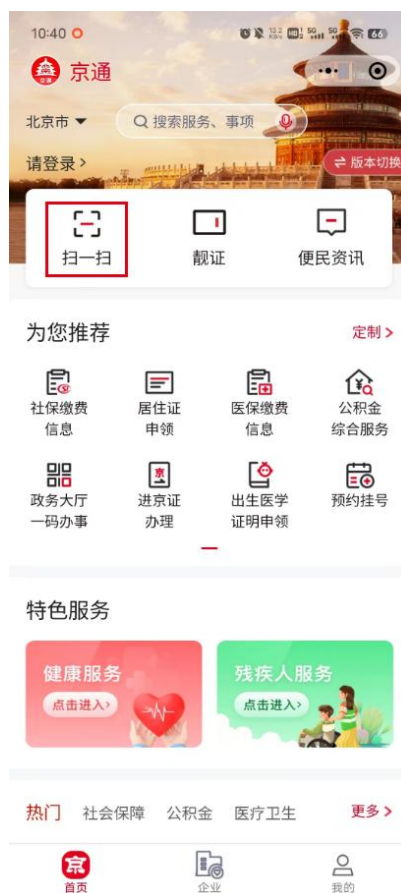 10:40
66
京通
北京市
搜索服务、事项
请登录
版本切换
扫一扫
靓证
便民资讯
为您推荐
定制
社保缴费
信息
居住证
申领
医保缴费
信息
公积金
综合服务
政务大厅
一码办事
进京证
办理
出生医学
证明申领
预约挂号
特色服务
健康服务
点击进入
残疾人服务
点击进入
热门 社会保障 公积金 医疗卫生 更多
京
首页
企业
我的